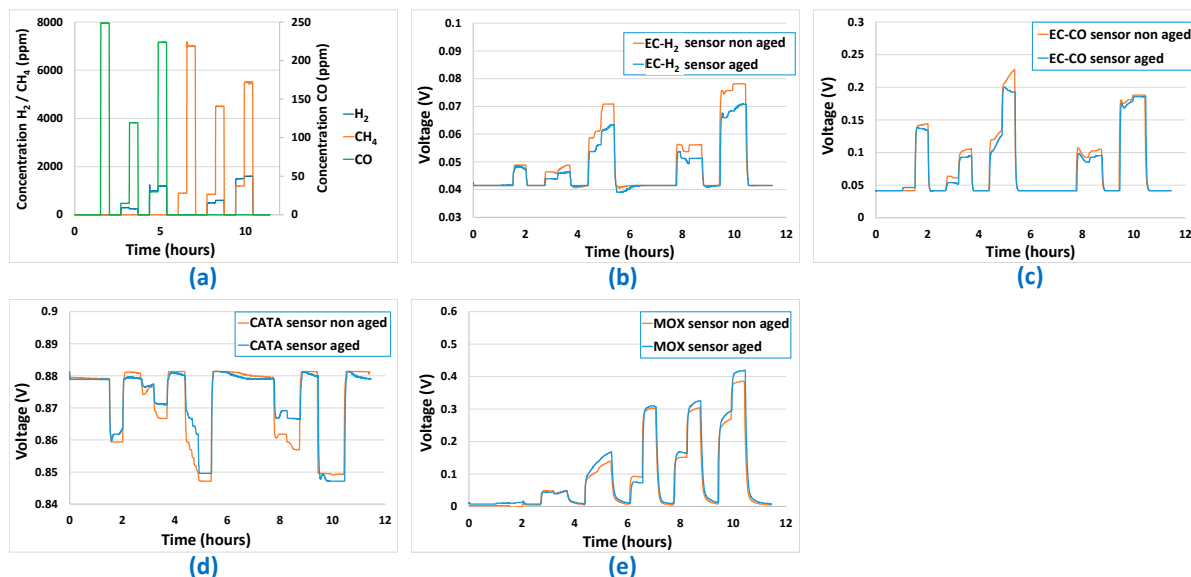 8000
6000
4000
2000
0
Concentration H2 / CH4 (ppm)
250
200
150
100
50
0
Concentration CO (ppm)
H2
CH4
CO
0
5
10
Time (hours)
(a)
0.1
0.09
0.08
0.07
0.06
0.05
0.04
0.03
Voltage (V)
EC-H2 sensor non aged
EC-H2 sensor aged
0 2 4 6 8 10 12
Time (hours)
(b)
0.3
0.25
0.2
0.15
0.1
0.05
0
Voltage (V)
EC-CO sensor non aged
EC-CO sensor aged
0 2 4 6 8 10 12
Time (hours)
(c)
0.9
0.89
0.88
0.87
0.86
0.85
0.84
Voltage (V)
CATA sensor non aged
CATA sensor aged
0 2 4 6 8 10 12
Time (hours)
(d)
0.6
0.5
0.4
0.3
0.2
0.1
0
Voltage (V)
MOX sensor non aged
MOX sensor aged
0 2 4 6 8 10 12
Time (hours)
(e)